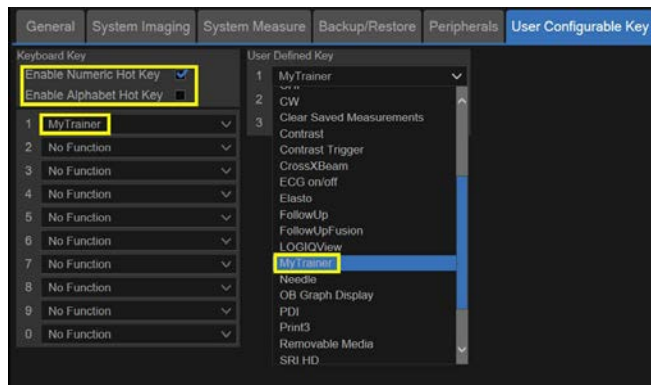 General System Imaging System Measure Backup/Restore Peripherals User Configurable Key
Keyboard Key
Enable Numeric Hot Key
Enable Alphabet Hot Key
1 MyTrainer
2 No Function
3 No Function
4 No Function
5 No Function
6 No Function
7 No Function
8 No Function
9 No Function
0 No Function
User Defined Key
1 MyTrainer
2
3
CW
Clear Saved Measurements
Contrast
Contrast Trigger
CrossXBeam
ECG on/off
Elasto
FollowUp
FollowUpFusion
LOGIQView
MyTrainer
Needle
OB Graph Display
PDI
Print3
Removable Media
SRI HD